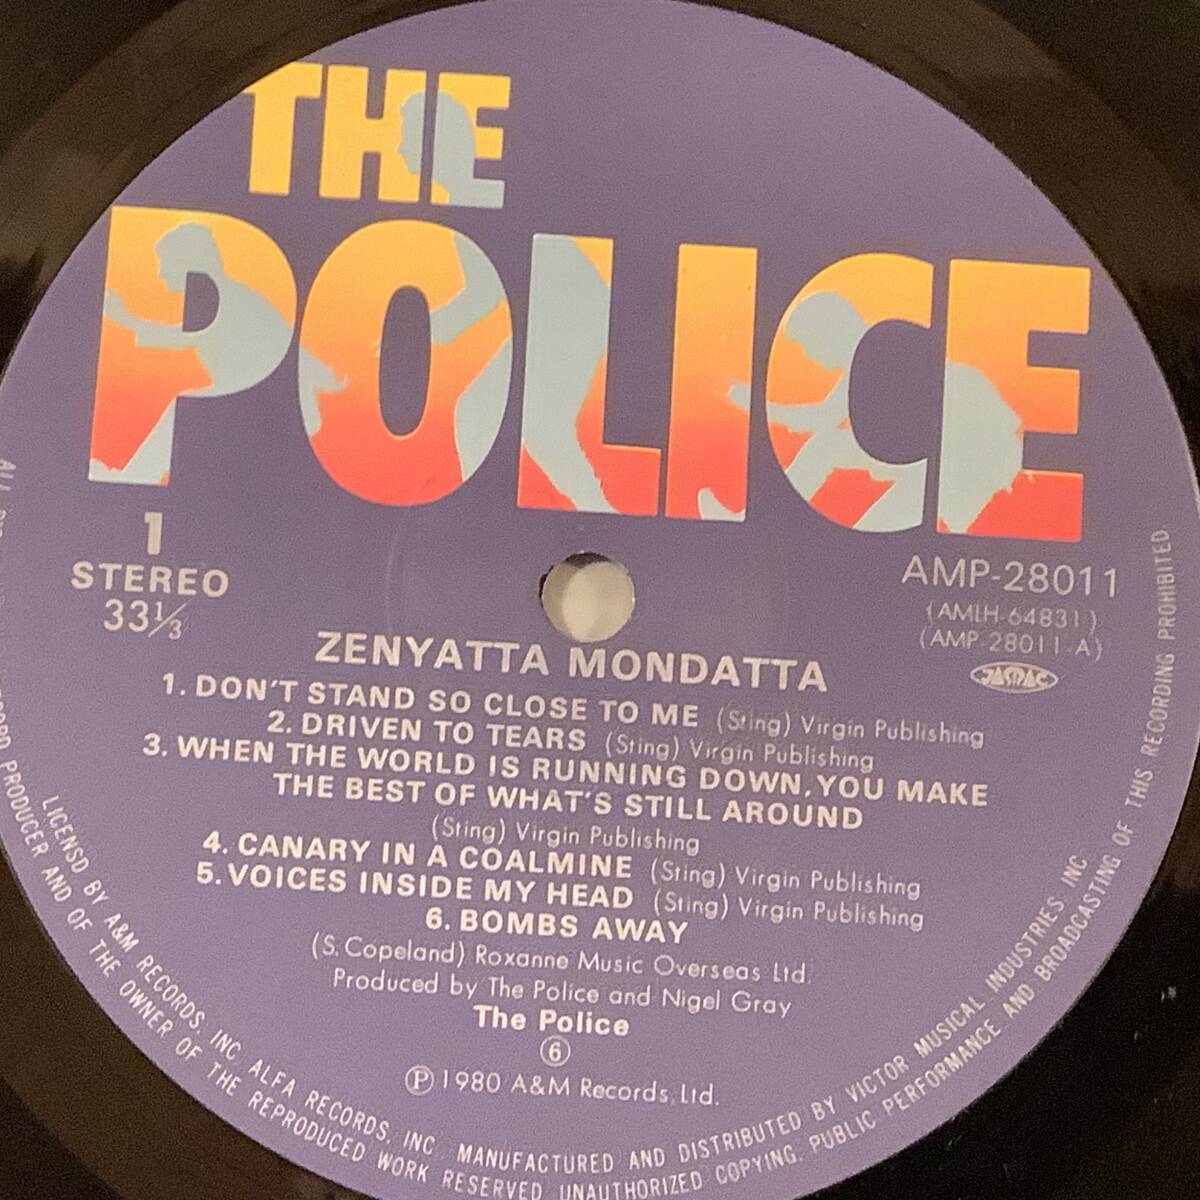 THE
POLICE
1
STEREO
33⅓
AMP-28011
(AMLH-64831)
(AMP-28011-A)
JASRAC
ZENYATTA MONDATTA
1. DON'T STAND SO CLOSE TO ME (Sting) Virgin Publishing
2. DRIVEN TO TEARS (Sting) Virgin Publishing
3. WHEN THE WORLD IS RUNNING DOWN, YOU MAKE
THE BEST OF WHAT'S STILL AROUND
(Sting) Virgin Publishing
4. CANARY IN A COALMINE (Sting) Virgin Publishing
5. VOICES INSIDE MY HEAD (Sting) Virgin Publishing
6. BOMBS AWAY
(S. Copeland) Roxanne Music Overseas Ltd.
Produced by The Police and Nigel Gray
The Police
⑥
Ⓟ 1980 A&M Records, Ltd.
LICENSD BY A&M RECORDS, INC. ALFA RECORDS, INC. MANUFACTURED AND DISTRIBUTED BY VICTOR MUSICAL INDUSTRIES, INC.
PRODUCER AND OF THE OWNER OF THE REPRODUCED WORK RESERVED UNAUTHORIZED COPYING, PUBLIC PERFORMANCE AND BROADCASTING OF THIS RECORDING PROHIBITED